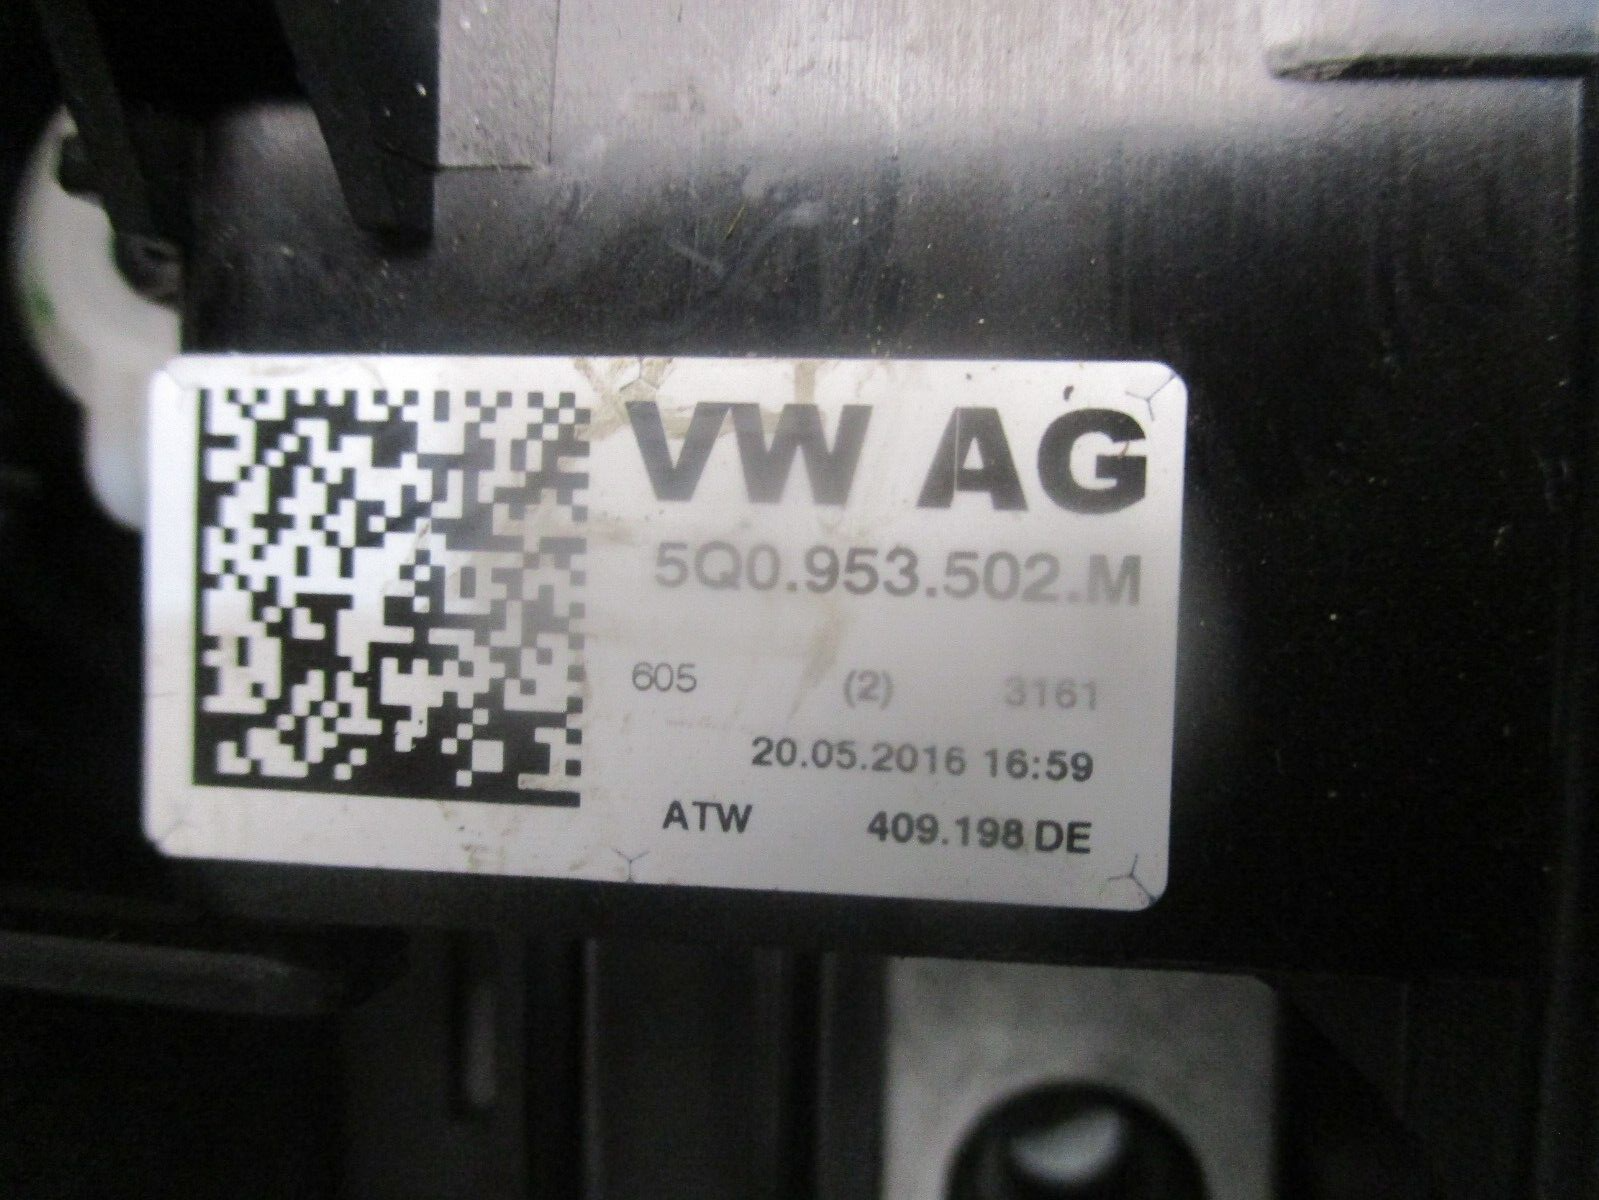 VW AG
5Q0.953.502.M
605 (2) 3161
20.05.2016 16:59
ATW 409.198 DE